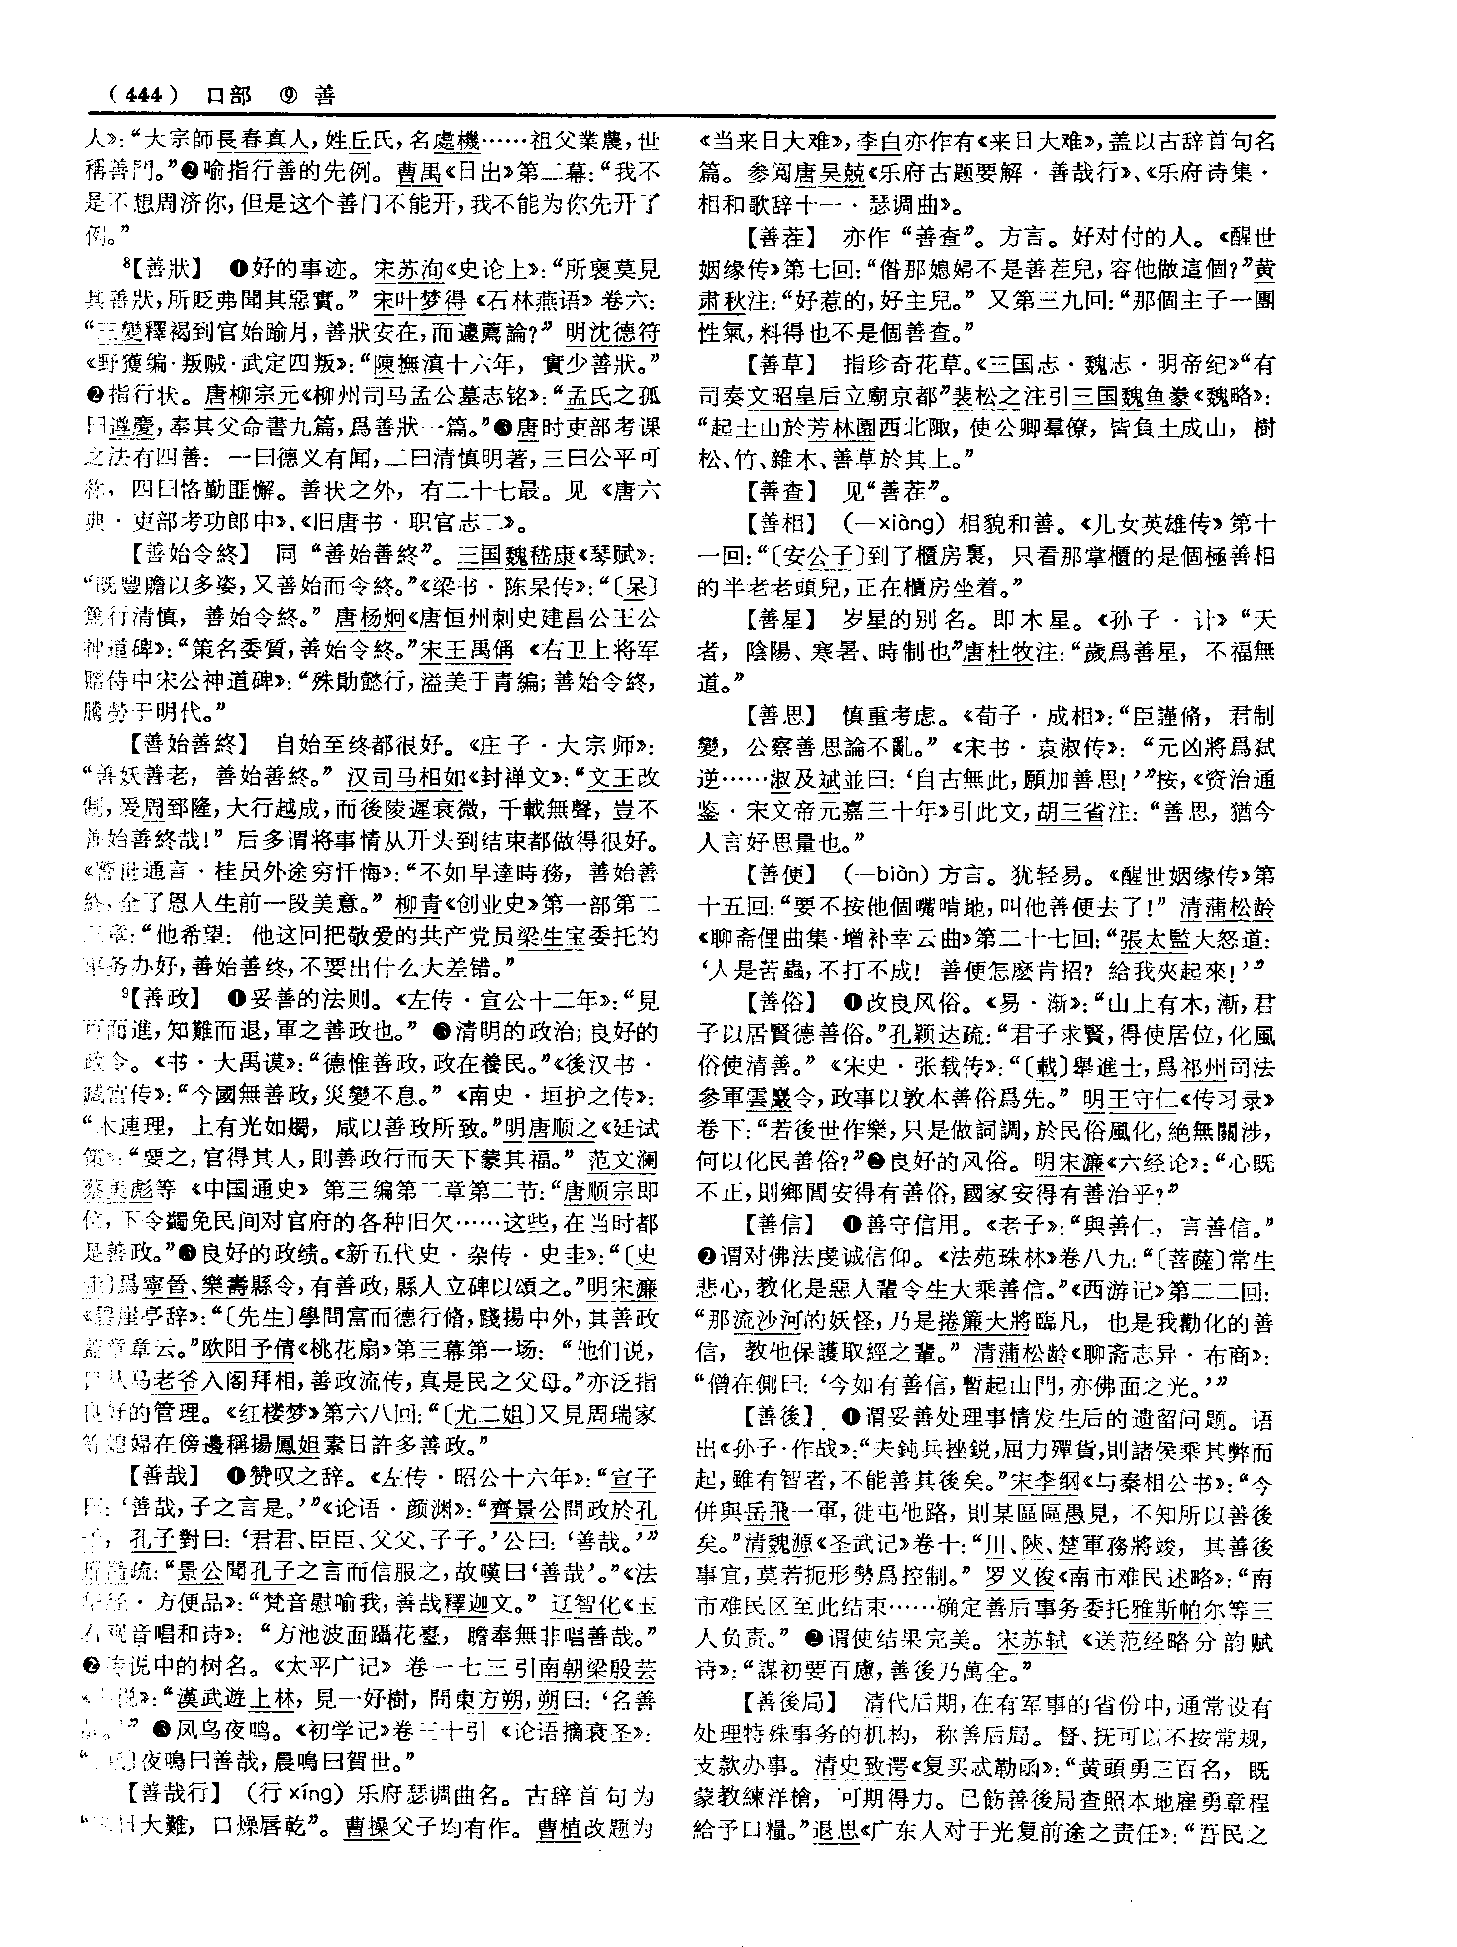 （444） 口部 ⑨ 善
人》：“大宗師長春真人，姓丘氏，名處機……祖父業農，世
稱善門。”❷喻指行善的先例。曹禺《日出》第二幕：“我不
是不想周济你，但是这个善门不能开，我不能为你先开了
例。”
⁸【善狀】 ❶好的事迹。宋苏洵《史论上》：“所褒莫見
其善狀，所貶弗聞其惡實。” 宋叶梦得《石林燕语》卷六：
“王變釋褐到官始踰月，善狀安在，而遽薦論？” 明沈德符
《野獲编·叛贼·武定四叛》：“陳撫滇十六年，實少善狀。”
❷指行状。唐柳宗元《柳州司马孟公墓志铭》：“孟氏之孤
曰遵慶，奉其父命書九篇，爲善狀一篇。”❸唐时吏部考课
之法有四善：一曰德义有闻，二曰清慎明著，三曰公平可
称，四曰恪勤匪懈。善状之外，有二十七最。见《唐六
典·吏部考功郎中》、《旧唐书·职官志二》。
【善始令終】 同“善始善終”。三国魏嵇康《琴赋》：
“既豐贍以多姿，又善始而令終。”《梁书·陈杲传》：“〔杲〕
篤行清慎，善始令終。” 唐杨炯《唐恒州刺史建昌公王公
神道碑》：“策名委質，善始令終。”宋王禹偁《右卫上将军
赠侍中宋公神道碑》：“殊勛懿行，溢美于青編；善始令終，
騰芳于明代。”
【善始善終】 自始至终都很好。《庄子·大宗师》：
“善妖善老，善始善終。” 汉司马相如《封禅文》：“文王改
制，爰周郅隆，大行越成，而後陵遲衰微，千載無聲，豈不
善始善終哉！” 后多谓将事情从开头到结束都做得很好。
《警世通言·桂员外途穷忏悔》：“不如早達時務，善始善
終，全了恩人生前一段美意。” 柳青《创业史》第一部第二
章：“他希望：他这回把敬爱的共产党员梁生宝委托的
事务办好，善始善终，不要出什么大差错。”
⁹【善政】 ❶妥善的法则。《左传·宣公十二年》：“見
可而進，知難而退，軍之善政也。” ❷清明的政治；良好的
政令。《书·大禹谟》：“德惟善政，政在養民。”《後汉书·
传》：“今國無善政，災變不息。”《南史·垣护之传》：
“木連理，上有光如燭，咸以善政所致。”明唐顺之《廷试
策》：“要之，官得其人，則善政行而天下蒙其福。” 范文澜
蔡美彪等《中国通史》第三编第二章第二节：“唐顺宗即
位，下令蠲免民间对官府的各种旧欠……这些，在当时都
是善政。”❸良好的政绩。《新五代史·杂传·史圭》：“〔史
圭〕爲寧晉、樂壽縣令，有善政，縣人立碑以頌之。”明宋濂
崖亭辞》：“〔先生〕學問富而德行脩，踐揚中外，其善政
章云。”欧阳予倩《桃花扇》第三幕第一场：“他们说，
自从马老爷入阁拜相，善政流传，真是民之父母。”亦泛指
良好的管理。《红楼梦》第六八回：“〔尤二姐〕又見周瑞家
等媳婦在傍邊稱揚鳳姐素日許多善政。”
【善哉】 ❶赞叹之辞。《左传·昭公十六年》：“宣子
曰：‘善哉，子之言是。’”《论语·颜渊》：“齊景公問政於孔
子，孔子對曰：‘君君、臣臣、父父、子子。’公曰：‘善哉。’”
邢昺疏：“景公聞孔子之言而信服之，故嘆曰‘善哉’。”《法
华经·方便品》：“梵音慰喻我，善哉釋迦文。” 辽智化《玉
石观音唱和诗》：“方池波面躡花臺，瞻奉無非唱善哉。”
❷传说中的树名。《太平广记》卷一七三引南朝梁殷芸
《小说》：“漢武遊上林，見一好樹，問東方朔，朔曰：‘名善
哉。’” ❸凤鸟夜鸣。《初学记》卷三十引《论语摘衰圣》：
“夜鳴曰善哉，晨鳴曰賀世。”
【善哉行】 （行xíng）乐府瑟调曲名。古辞首句为
“來日大難，口燥唇乾”。曹操父子均有作。曹植改题为
《当来日大难》，李白亦作有《来日大难》，盖以古辞首句名
篇。参阅唐吴兢《乐府古题要解·善哉行》、《乐府诗集·
相和歌辞十一·瑟调曲》。
【善茬】 亦作“善查”。方言。好对付的人。《醒世
姻缘传》第七回：“偺那媳婦不是善茬兒，容他做這個？”黄
肃秋注：“好惹的，好主兒。” 又第三九回：“那個主子一團
性氣，料得也不是個善查。”
【善草】 指珍奇花草。《三国志·魏志·明帝纪》“有
司奏文昭皇后立廟京都”裴松之注引三国魏鱼豢《魏略》：
“起土山於芳林園西北陬，使公卿羣僚，皆負土成山，樹
松、竹、雜木、善草於其上。”
【善查】 见“善茬”。
【善相】 （—xiàng）相貌和善。《儿女英雄传》第十
一回：“〔安公子〕到了櫃房裏，只看那掌櫃的是個極善相
的半老老頭兒，正在櫃房坐着。”
【善星】 岁星的别名。即木星。《孙子·计》“天
者，陰陽、寒暑、時制也”唐杜牧注：“歲爲善星，不福無
道。”
【善思】 慎重考虑。《荀子·成相》：“臣謹脩，君制
變，公察善思論不亂。”《宋书·袁淑传》：“元凶將爲弑
逆……淑及斌並曰：‘自古無此，願加善思！’”按，《资治通
鉴·宋文帝元嘉三十年》引此文，胡三省注：“善思，猶今
人言好思量也。”
【善便】 （—biàn）方言。犹轻易。《醒世姻缘传》第
十五回：“要不按他個嘴啃地，叫他善便去了！” 清蒲松龄
《聊斋俚曲集·增补幸云曲》第二十七回：“張太監大怒道：
‘人是苦蟲，不打不成！善便怎麽肯招？給我夾起來！’”
【善俗】 ❶改良风俗。《易·渐》：“山上有木，漸，君
子以居賢德善俗。”孔颖达疏：“君子求賢，得使居位，化風
俗使清善。” 《宋史·张载传》：“〔載〕舉進士，爲祁州司法
參軍雲巖令，政事以敦本善俗爲先。” 明王守仁《传习录》
卷下：“若後世作樂，只是做詞調，於民俗風化，絶無關涉，
何以化民善俗？”❷良好的风俗。明宋濂《六经论》：“心既
不正，則鄉閭安得有善俗，國家安得有善治乎？”
【善信】 ❶善守信用。《老子》：“與善仁，言善信。”
❷谓对佛法虔诚信仰。《法苑珠林》卷八九：“〔菩薩〕常生
悲心，教化是惡人輩令生大乘善信。”《西游记》第二二回：
“那流沙河的妖怪，乃是捲簾大將臨凡，也是我勸化的善
信，教他保護取經之輩。” 清蒲松龄《聊斋志异·布商》：
“僧在側曰：‘今如有善信，暫起山門，亦佛面之光。’”
【善後】 ❶谓妥善处理事情发生后的遗留问题。语
出《孙子·作战》：“夫鈍兵挫鋭，屈力殫貨，則諸侯乘其弊而
起，雖有智者，不能善其後矣。”宋李纲《与秦相公书》：“今
併與岳飛一軍，徙屯他路，則某區區愚見，不知所以善後
矣。”清魏源《圣武记》卷十：“川、陝、楚軍務將竣，其善後
事宜，莫若扼形勢爲控制。” 罗义俊《南市难民述略》：“南
市难民区至此结束……确定善后事务委托雅斯帕尔等三
人负责。” ❷谓使结果完美。宋苏轼《送范经略分韵赋
诗》：“謀初要百慮，善後乃萬全。”
【善後局】 清代后期，在有军事的省份中，通常设有
处理特殊事务的机构，称善后局。督、抚可以不按常规，
支款办事。清史致谔《复买忒勒函》：“黄頭勇三百名，既
蒙教練洋槍，可期得力。已飭善後局查照本地雇勇章程
給予口糧。”退思《广东人对于光复前途之责任》：“吾民之